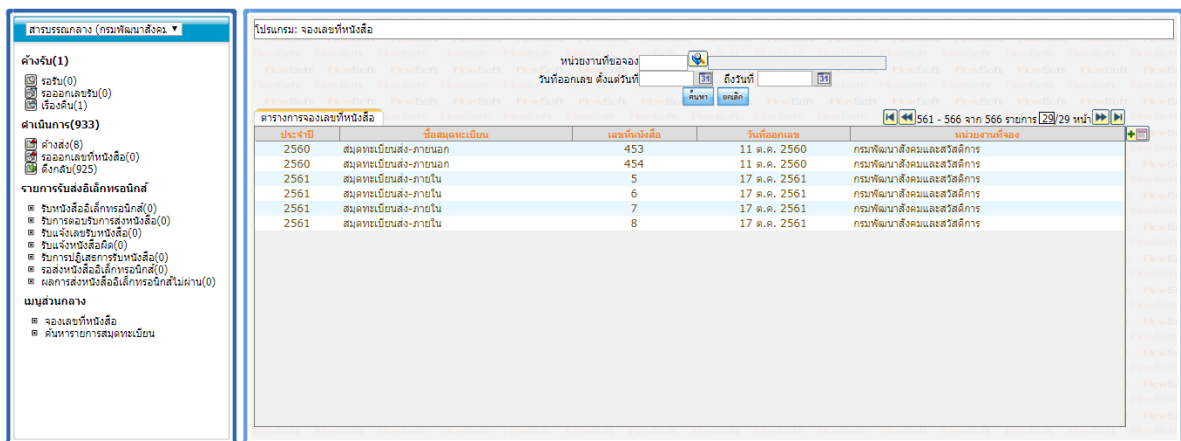 สารบรรณกลาง (กรมพัฒนาสังคม
ค้างรับ(1)
รอรับ(0)
รอออกเลขรับ(0)
เรื่องคืน(1)
ดำเนินการ(933)
ค้างส่ง(8)
รอออกเลขที่หนังสือ(0)
ดึงกลับ(925)
รายการรับส่งอิเล็กทรอนิกส์
รับหนังสืออิเล็กทรอนิกส์(0)
รับการตอบรับการส่งหนังสือ(0)
รับแจ้งเลขรับหนังสือ(0)
รับแจ้งหนังสือผิด(0)
รับการปฏิเสธการรับหนังสือ(0)
รอส่งหนังสืออิเล็กทรอนิกส์(0)
ผลการส่งหนังสืออิเล็กทรอนิกส์ไม่ผ่าน(0)
เมนูส่วนกลาง
จองเลขที่หนังสือ
ค้นหารายการสมุดทะเบียน
โปรแกรม: จองเลขที่หนังสือ
หน่วยงานที่ขอจอง
วันที่ออกเลข ตั้งแต่วันที่ 31 ถึงวันที่ 31
ค้นหา ยกเลิก
ตารางการจองเลขที่หนังสือ 561 - 566 จาก 566 รายการ 29/29 หน้า
ประจำปี ชื่อสมุดทะเบียน เลขที่หนังสือ วันที่ออกเลข หน่วยงานที่จอง
2560 สมุดทะเบียนส่ง-ภายนอก 453 11 ต.ค. 2560 กรมพัฒนาสังคมและสวัสดิการ
2560 สมุดทะเบียนส่ง-ภายนอก 454 11 ต.ค. 2560 กรมพัฒนาสังคมและสวัสดิการ
2561 สมุดทะเบียนส่ง-ภายใน 5 17 ต.ค. 2561 กรมพัฒนาสังคมและสวัสดิการ
2561 สมุดทะเบียนส่ง-ภายใน 6 17 ต.ค. 2561 กรมพัฒนาสังคมและสวัสดิการ
2561 สมุดทะเบียนส่ง-ภายใน 7 17 ต.ค. 2561 กรมพัฒนาสังคมและสวัสดิการ
2561 สมุดทะเบียนส่ง-ภายใน 8 17 ต.ค. 2561 กรมพัฒนาสังคมและสวัสดิการ